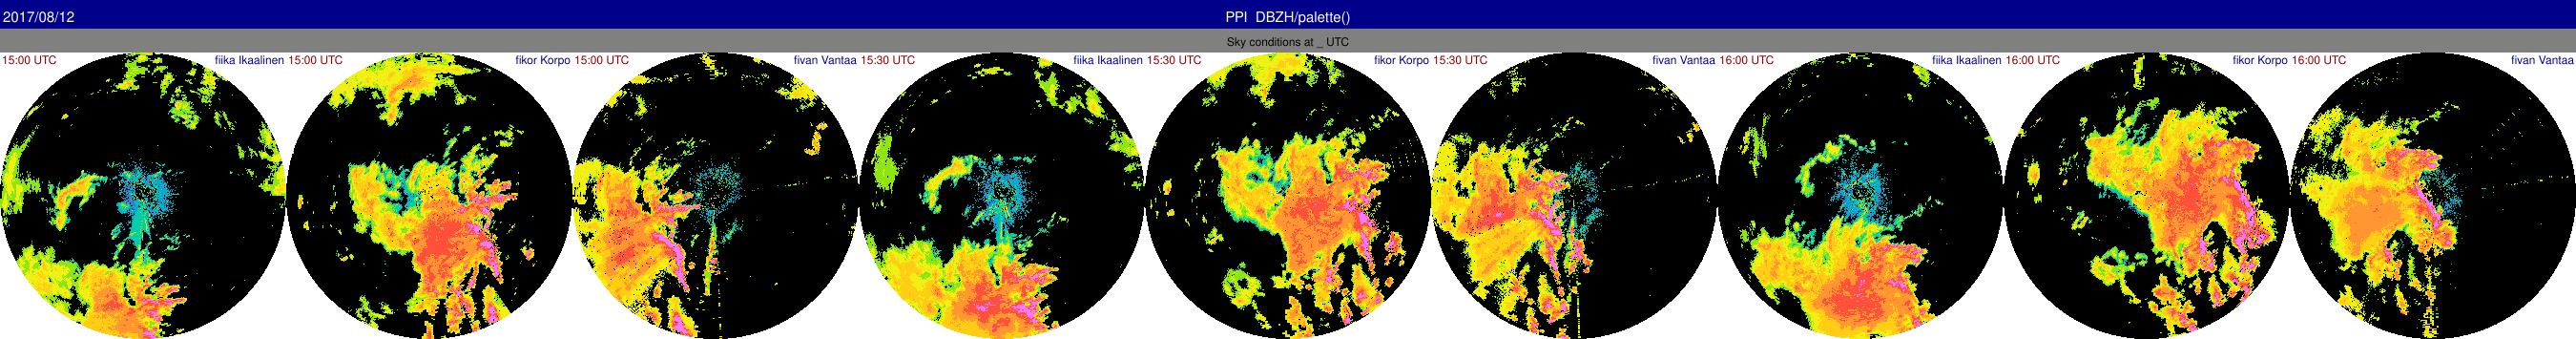 2017/08/12 PPI DBZH/palette()
Sky conditions at _ UTC
15:00 UTC fiika Ikaalinen 15:00 UTC fikor Korpo 15:00 UTC fivan Vantaa 15:30 UTC fiika Ikaalinen 15:30 UTC fikor Korpo 15:30 UTC fivan Vantaa 16:00 UTC fiika Ikaalinen 16:00 UTC fikor Korpo 16:00 UTC fivan Vantaa